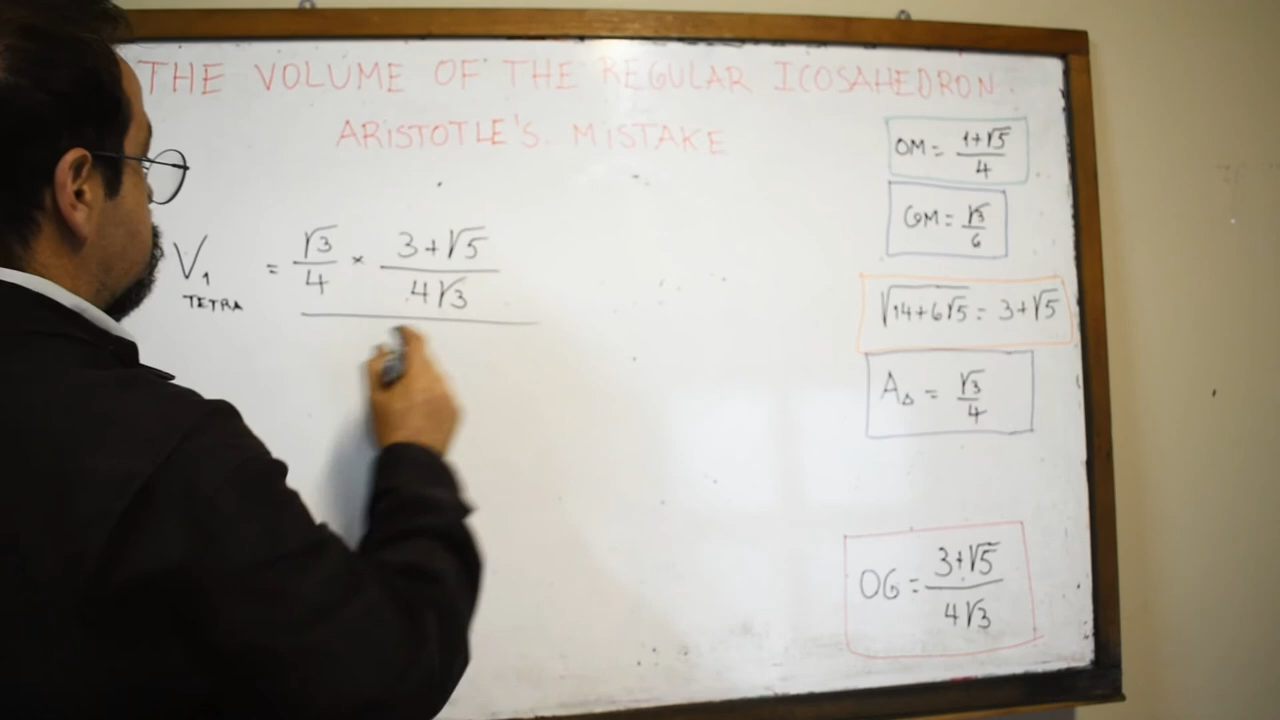 THE VOLUME OF THE REGULAR ICOSAHEDRON.
ARISTOTLE'S MISTAKE
OM = (1+√5)/4
GM = √3/6
V₁ TETRA = √3/4 × (3+√5)/(4√3)
√(14+6√5) = 3+√5
A△ = √3/4
OG = (3+√5)/(4√3)